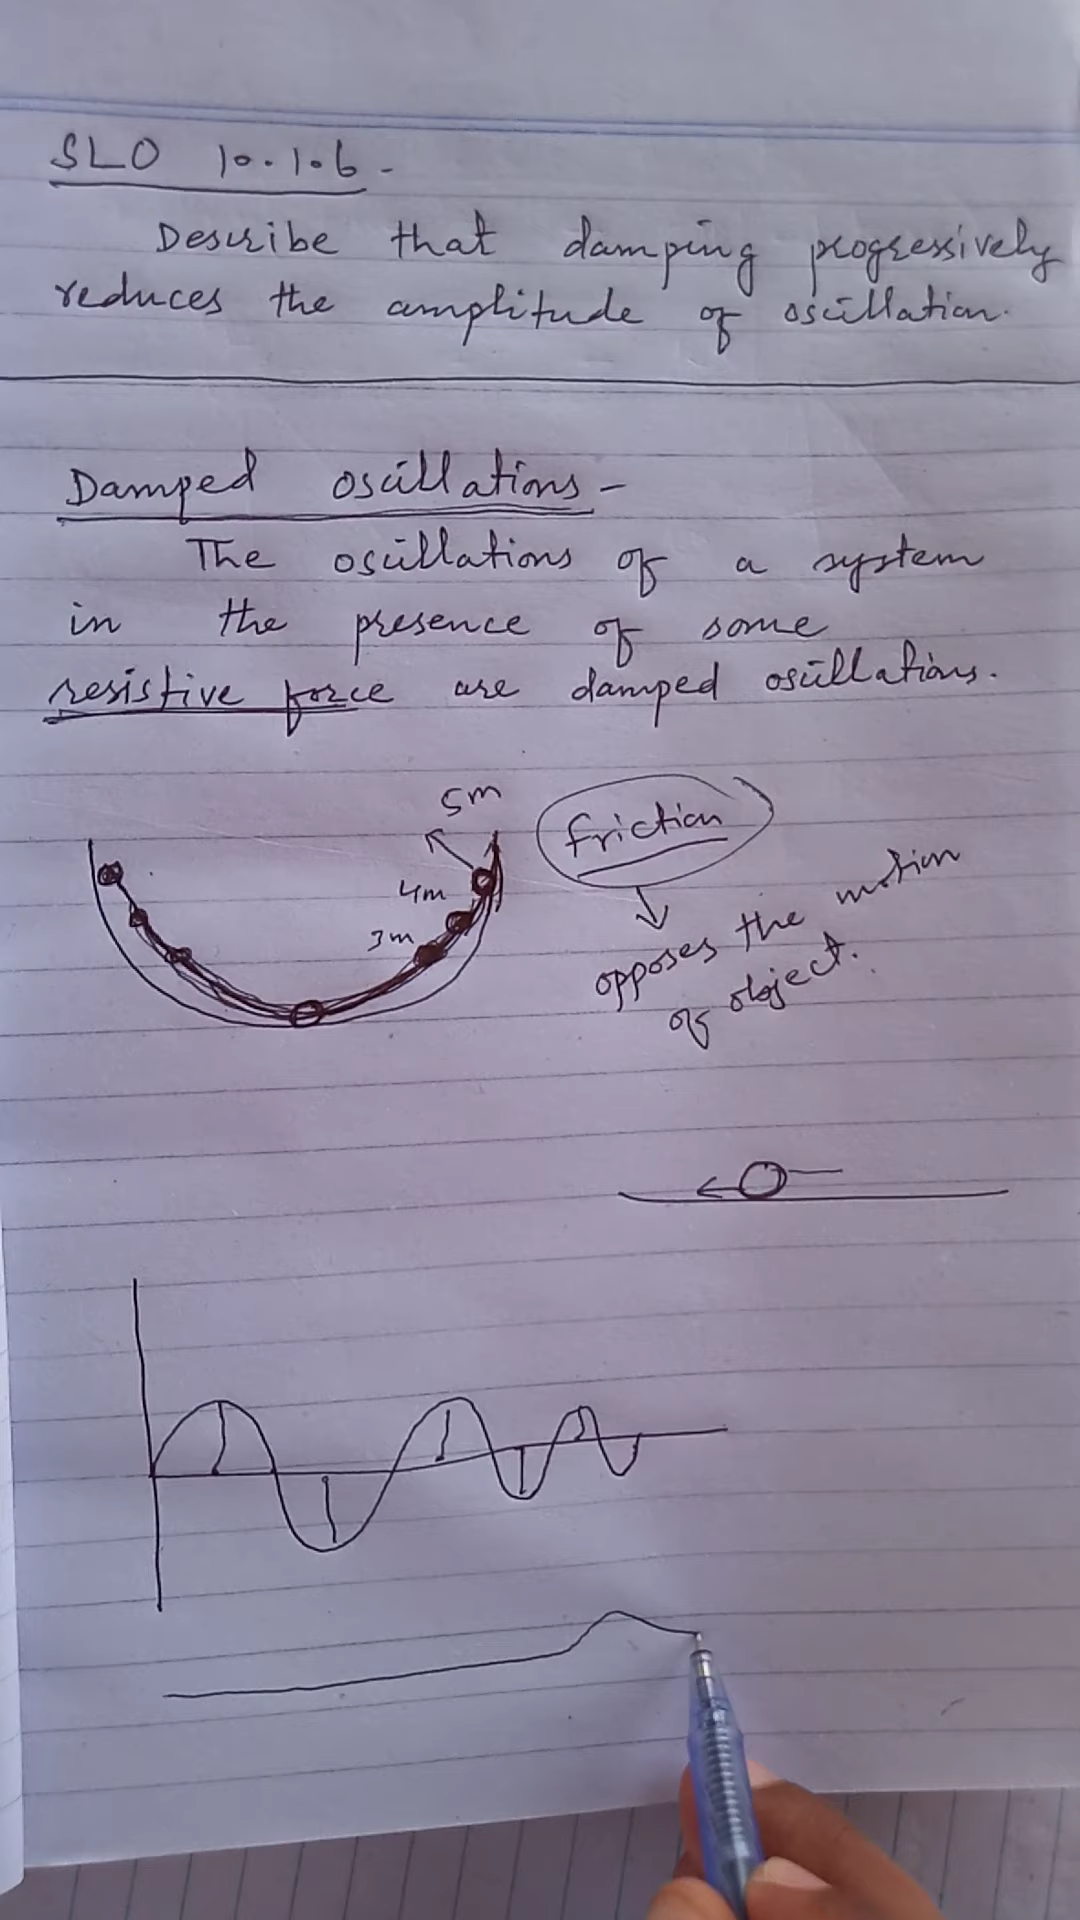 SLO 10.1.6-
Describe that damping progressively
reduces the amplitude of oscillation.
Damped oscillations-
The oscillations of a system
in the presence of some
resistive force are damped oscillations.
5m
friction
4m
3m
opposes the motion
of object.